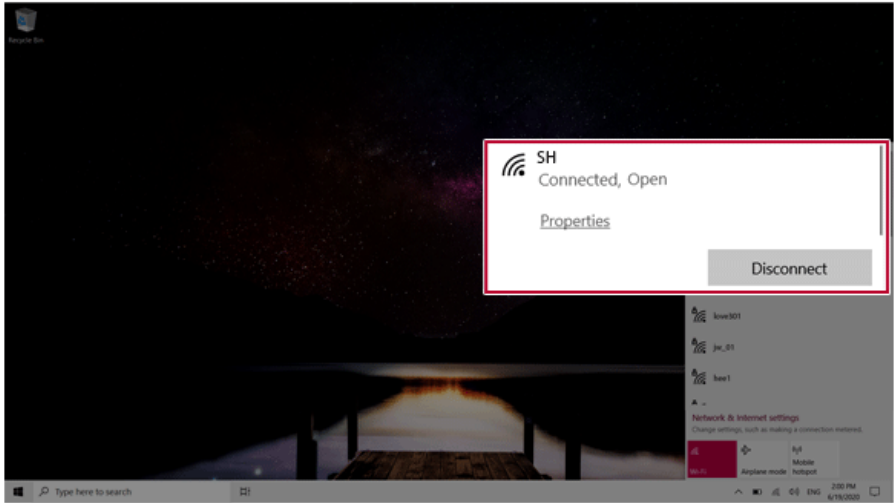 Recycle Bin
SH
Connected, Open
Properties
Disconnect
love301
jw_01
hee1
Network & Internet settings
Change settings, such as making a connection metered.
Wi-Fi
Airplane mode
Mobile
hotspot
Type here to search
ENG
2:00 PM
6/19/2020